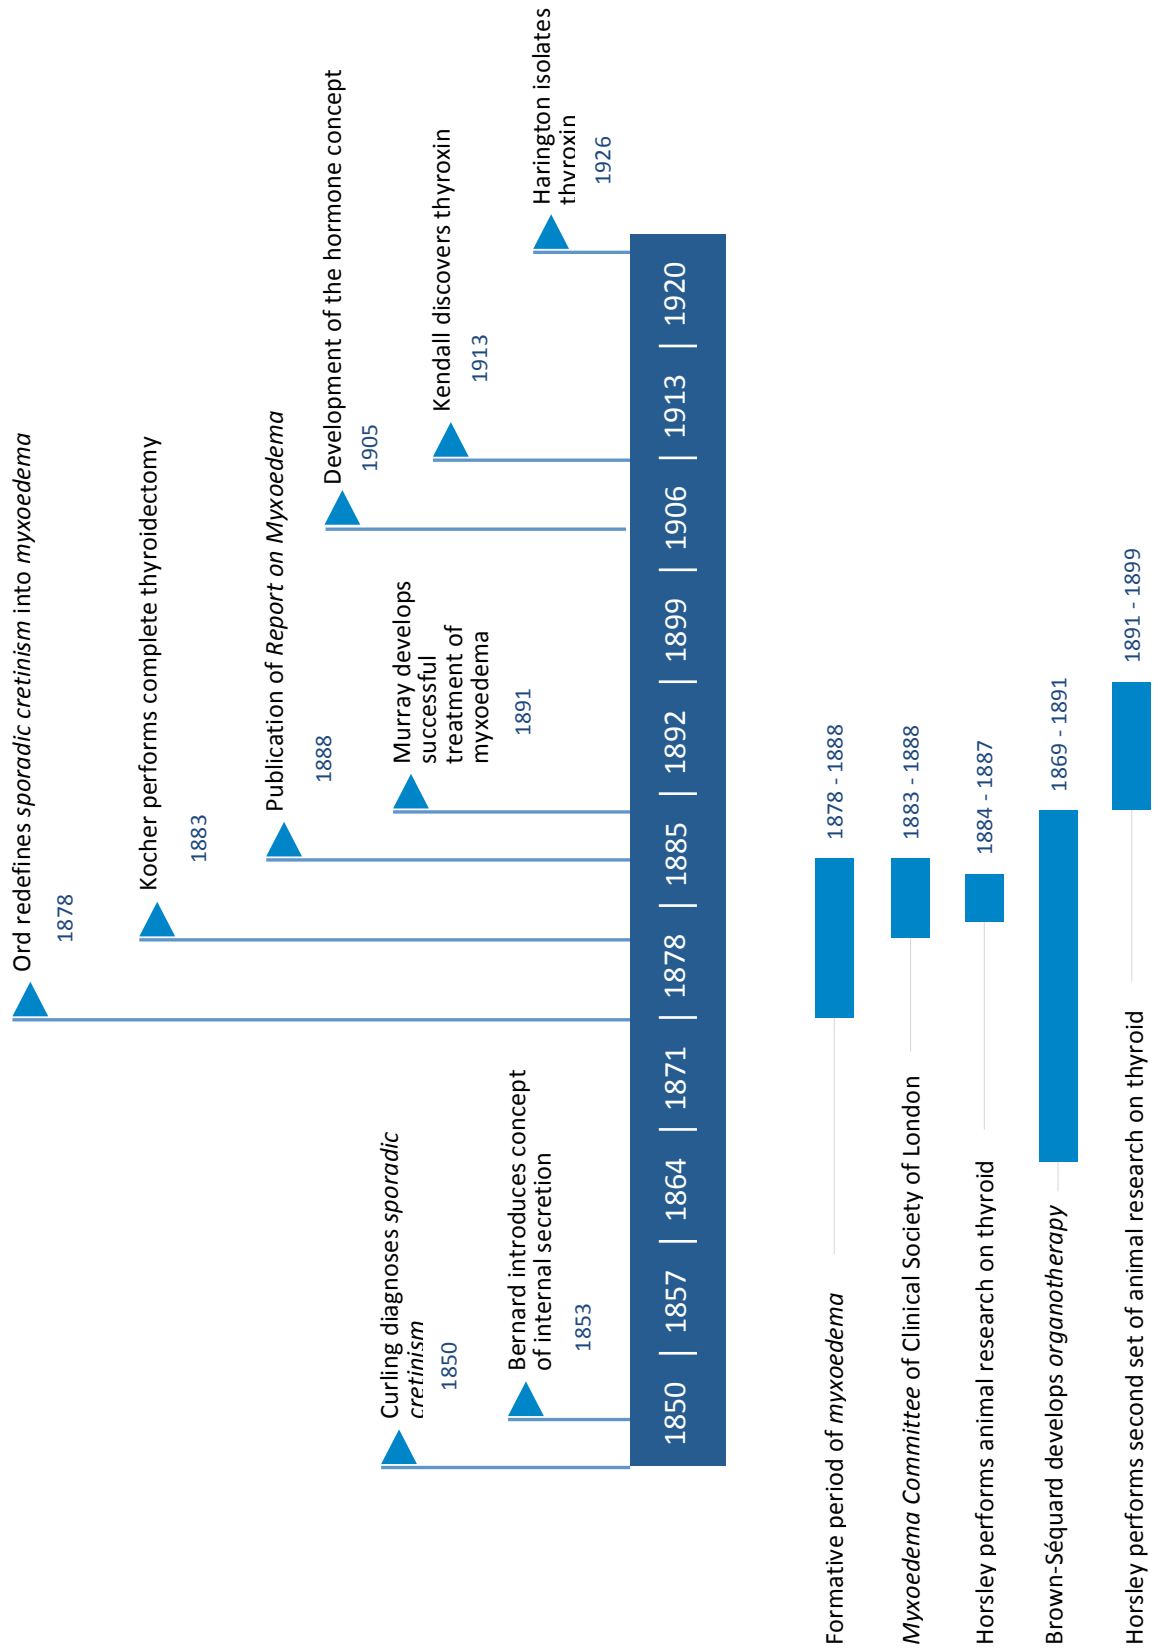 Ord redefines sporadic cretinism into myxoedema
1878
Kocher performs complete thyroidectomy
1883
Publication of Report on Myxoedema
1888
Development of the hormone concept
1905
Curling diagnoses sporadic
cretinism
1850
Murray develops
successful
treatment of
myxoedema
1891
Kendall discovers thyroxin
1913
Bernard introduces concept
of internal secretion
1853
Harington isolates
thyroxin
1926
1850 | 1857 | 1864 | 1871 | 1878 | 1885 | 1892 | 1899 | 1906 | 1913 | 1920
Formative period of myxoedema
1878 - 1888
Myxoedema Committee of Clinical Society of London
1883 - 1888
Horsley performs animal research on thyroid
1884 - 1887
Brown-Séquard develops organotherapy
1869 - 1891
Horsley performs second set of animal research on thyroid
1891 - 1899